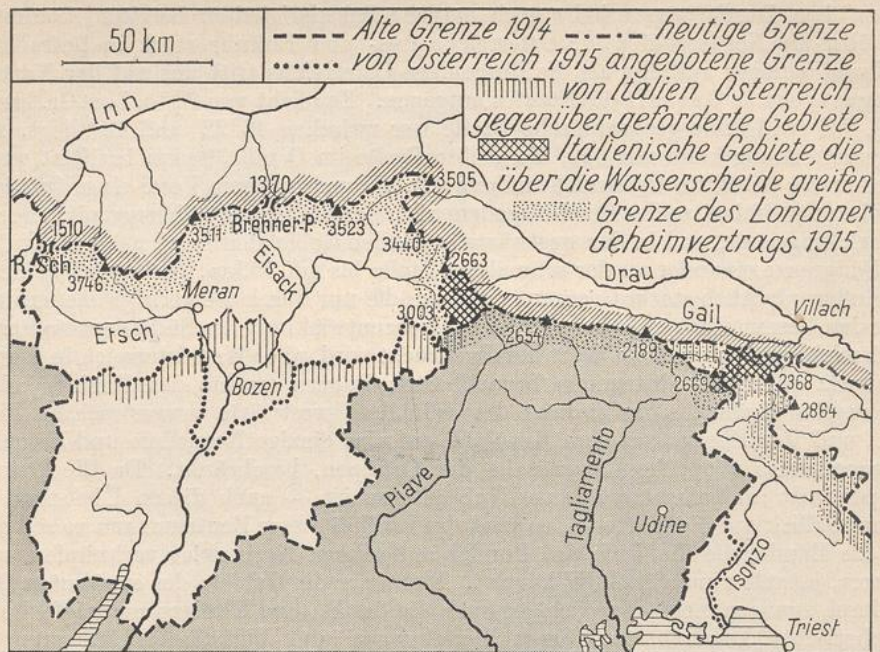 50 km
Alte Grenze 1914 heutige Grenze
von Österreich 1915 angebotene Grenze
von Italien Österreich
gegenüber geforderte Gebiete
Italienische Gebiete, die
über die Wasserscheide greifen
Grenze des Londoner
Geheimvertrags 1915
Inn
1510
R. Sch
3746
3511
1370
Brenner-P.
3523
3505
3440
2663
3003
Eisack
Meran
Etsch
Bozen
Drau
Gail
Villach
2654
2189
2669
2368
2864
Piave
Tagliamento
Udine
Isonzo
Triest